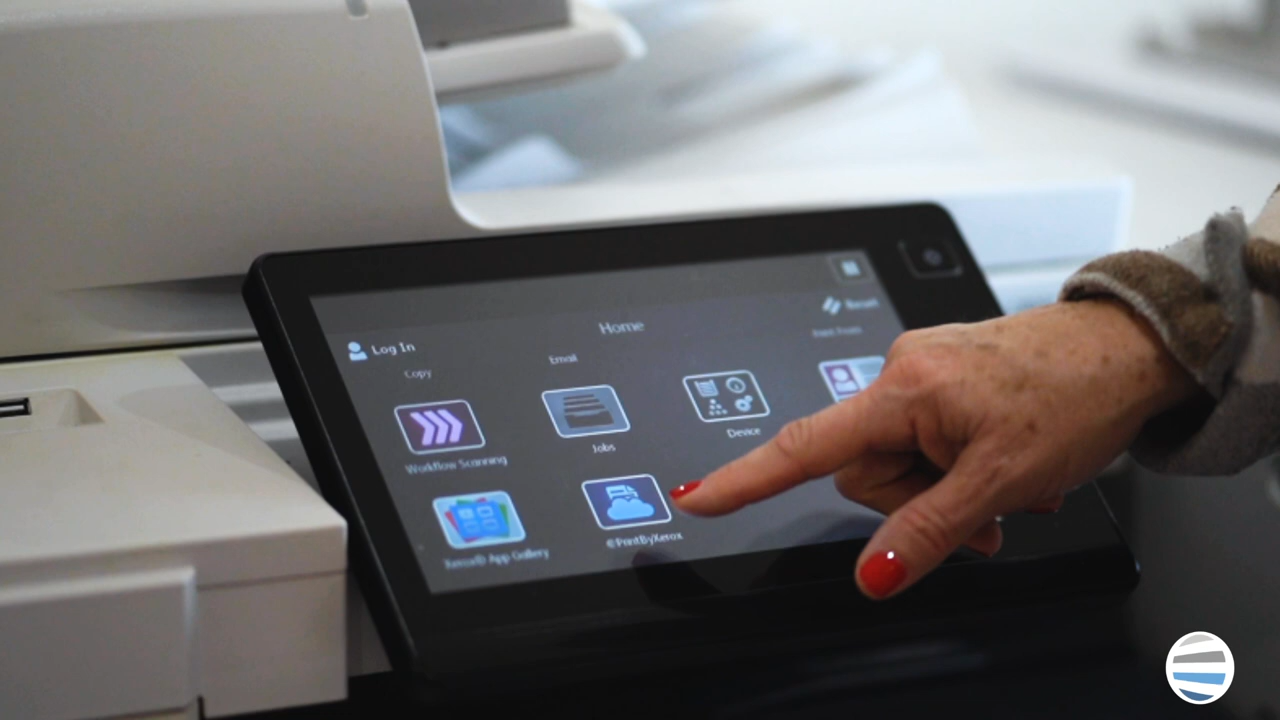 Home
Reset
Log In
Copy
Email
Workflow Scanning
Jobs
Device
Xerox® App Gallery
@PrintByXerox